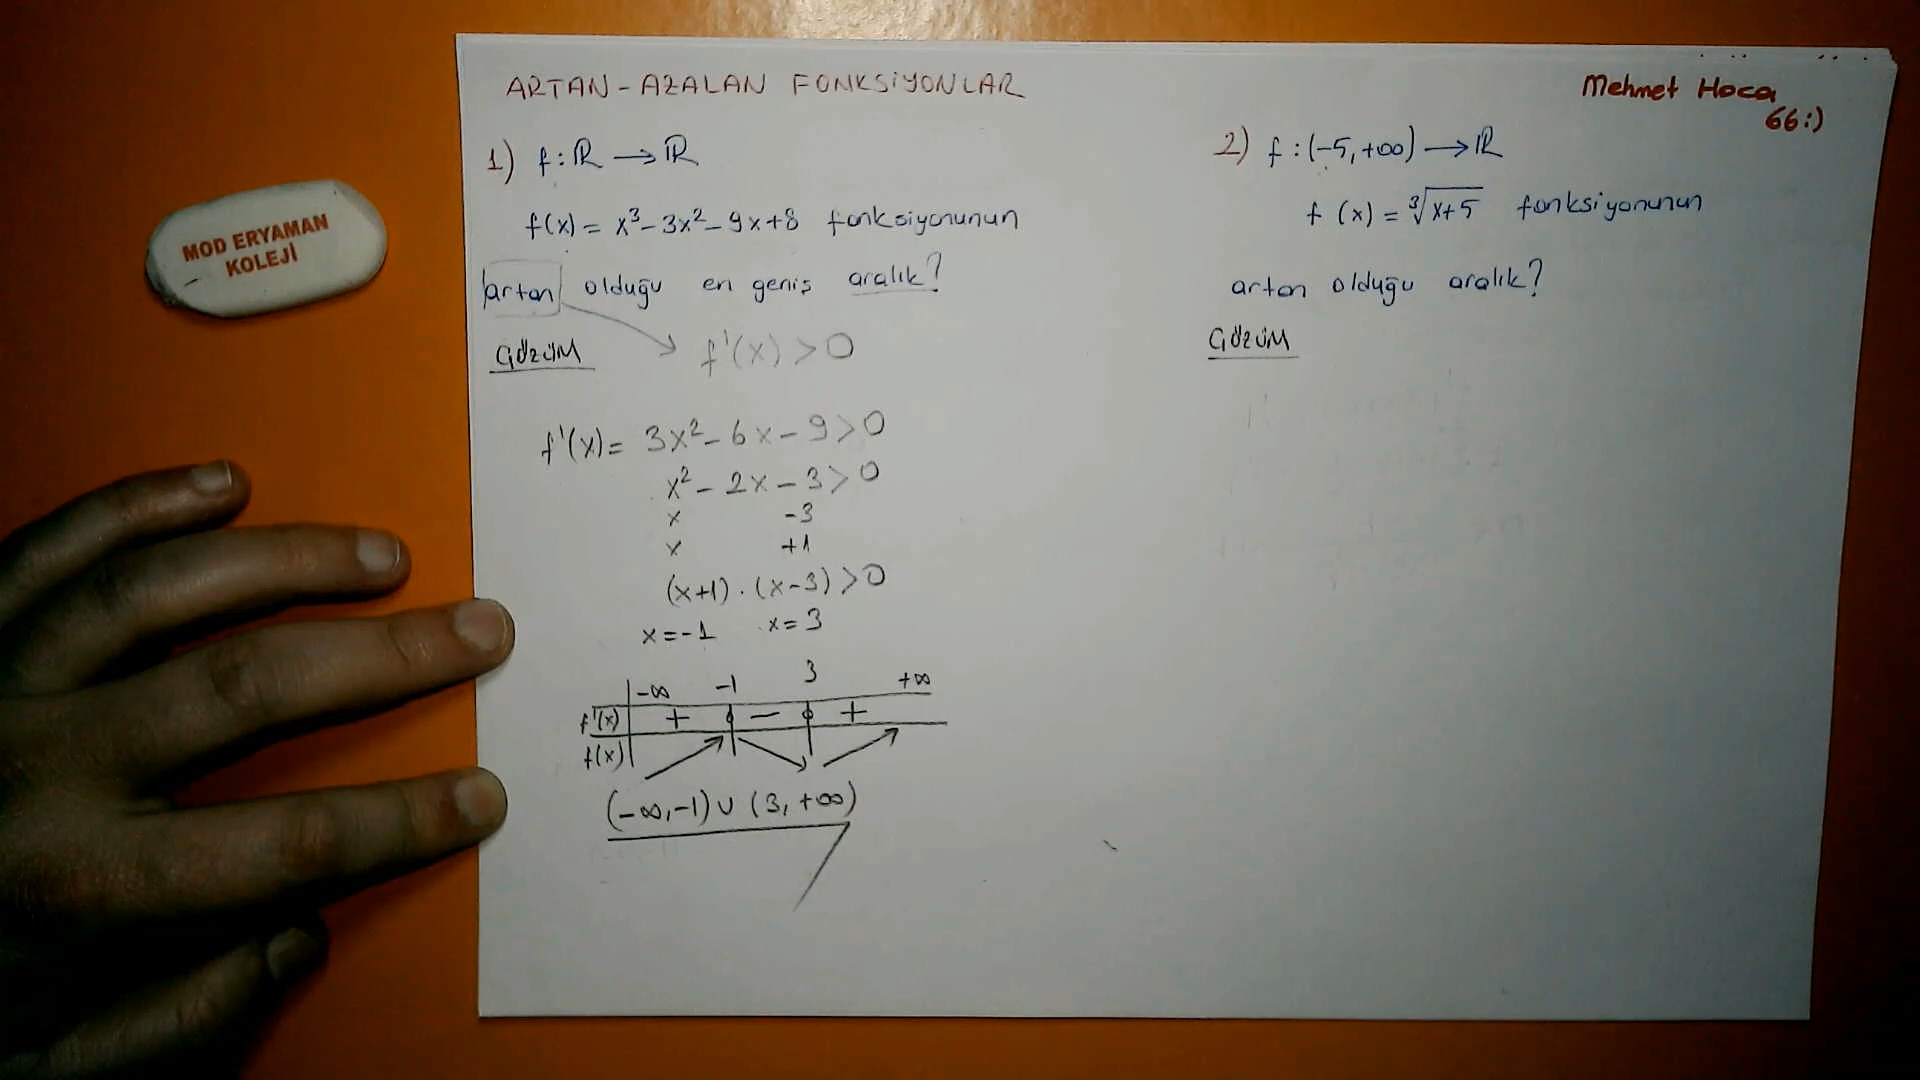 ARTAN-AZALAN FONKSİYONLAR
Mehmet Hoca
66:)
MOD ERYAMAN
KOLEJİ
1) f:ℝ → ℝ
f(x) = x³-3x²-9x+8 fonksiyonunun
artan olduğu en geniş aralık?
ÇÖZÜM
f'(x) > 0
f'(x) = 3x²-6x-9>0
x²-2x-3>0
x -3
x +1
(x+1).(x-3)>0
x=-1 x=3
-∞ -1 3 +∞
f'(x) + - +
f(x)
(-∞,-1)∪(3,+∞)
2) f:(-5,+∞) → ℝ
f(x) = ∛x+5 fonksiyonunun
artan olduğu aralık?
ÇÖZÜM